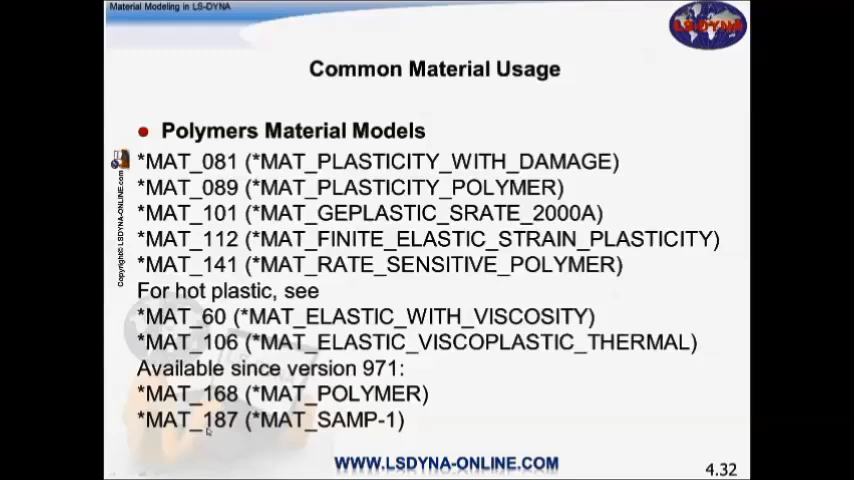 Material Modeling in LS-DYNA
LS-DYNA
Common Material Usage
Polymers Material Models
*MAT_081 (*MAT_PLASTICITY_WITH_DAMAGE)
*MAT_089 (*MAT_PLASTICITY_POLYMER)
*MAT_101 (*MAT_GEPLASTIC_SRATE_2000A)
*MAT_112 (*MAT_FINITE_ELASTIC_STRAIN_PLASTICITY)
*MAT_141 (*MAT_RATE_SENSITIVE_POLYMER)
For hot plastic, see
*MAT_60 (*MAT_ELASTIC_WITH_VISCOSITY)
*MAT_106 (*MAT_ELASTIC_VISCOPLASTIC_THERMAL)
Available since version 971:
*MAT_168 (*MAT_POLYMER)
*MAT_187 (*MAT_SAMP-1)
Copyright© LSDYNA-ONLINE.COM
WWW.LSDYNA-ONLINE.COM
4.32